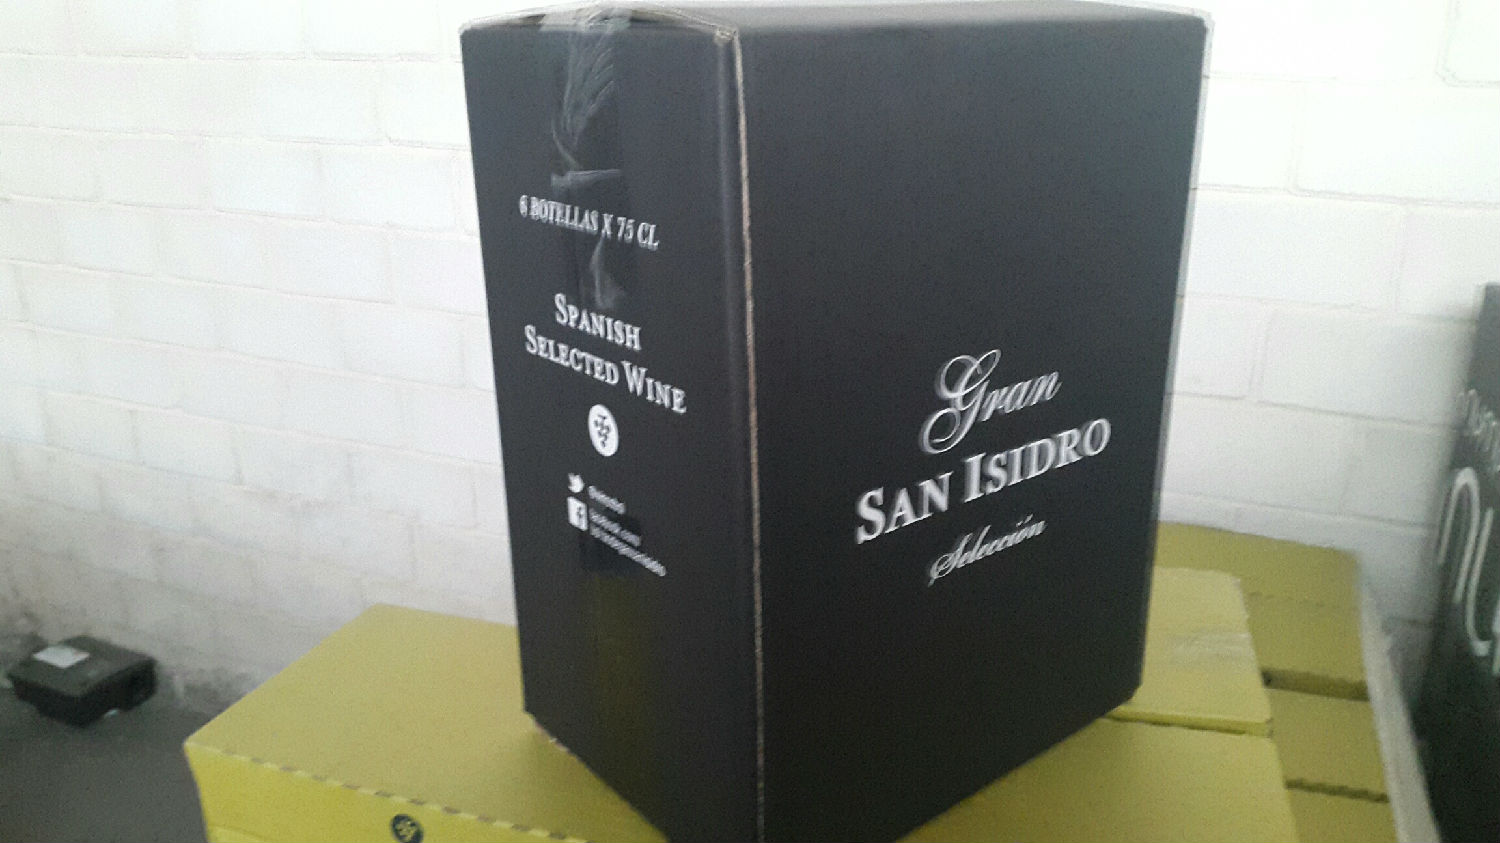 6 BOTELLAS X 75 CL
SPANISH
SELECTED WINE
Gran
SAN ISIDRO
Selección